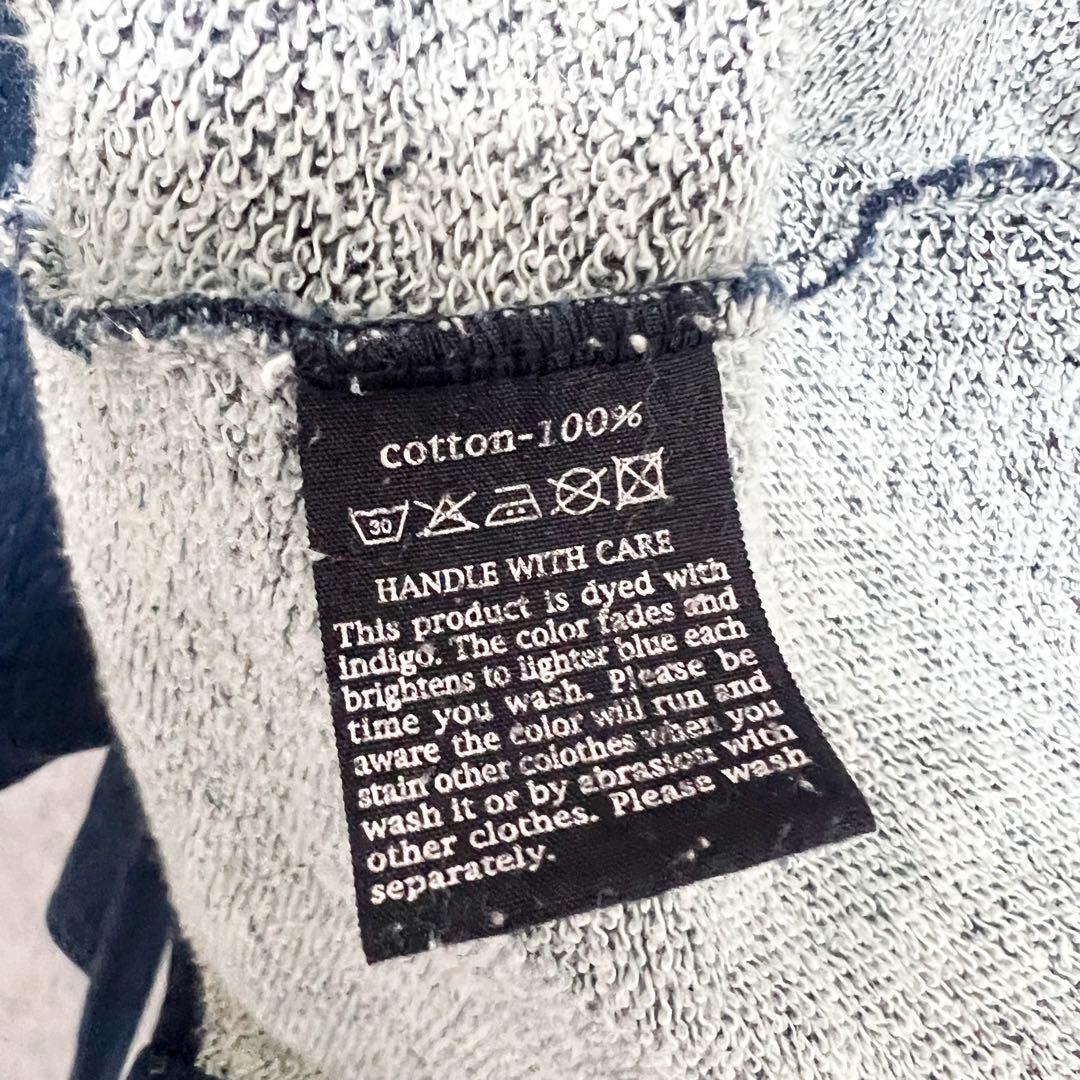 cotton-100%
30
HANDLE WITH CARE
This product is dyed with
indigo. The color fades and
brightens to lighter blue each
time you wash. Please be
aware the color will run and
stain other colothes when you
wash it or by abrasion with
other clothes. Please wash
separately.